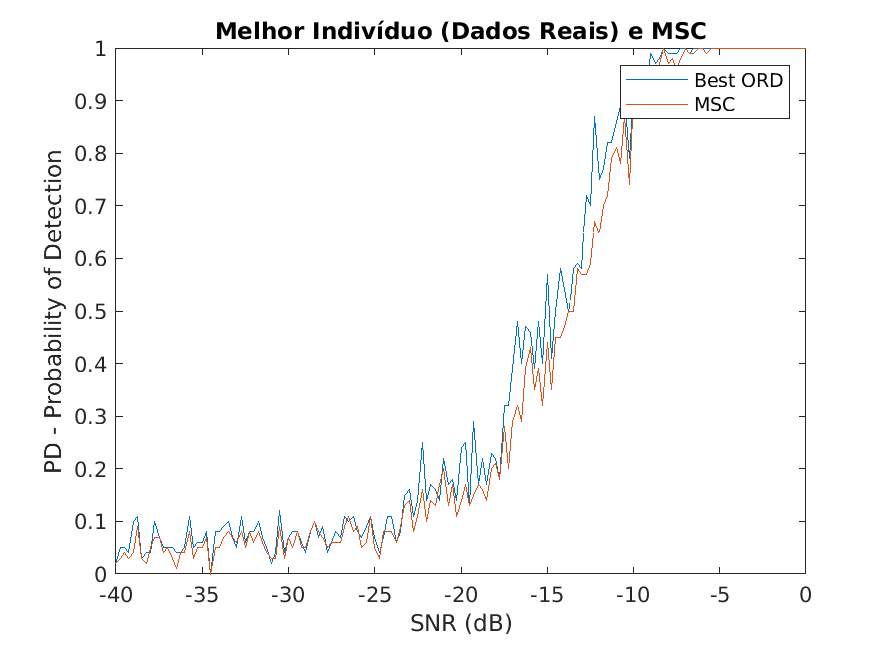 Melhor Indivíduo (Dados Reais) e MSC
1
0.9
0.8
0.7
0.6
0.5
0.4
0.3
0.2
0.1
0
PD - Probability of Detection
Best ORD
MSC
-40 -35 -30 -25 -20 -15 -10 -5 0
SNR (dB)